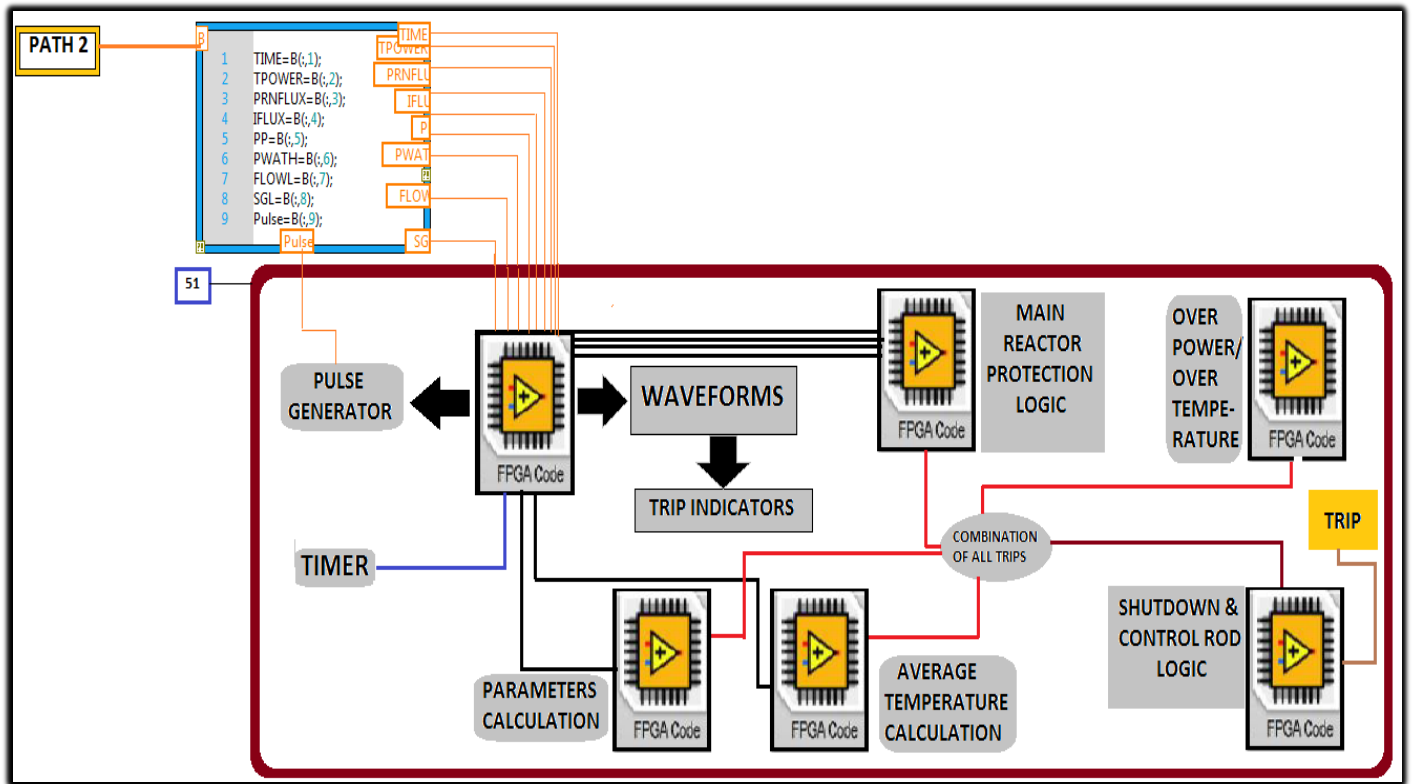 PATH 2
B
1 TIME=B(:,1);
2 TPOWER=B(:,2);
3 PRNFLUX=B(:,3);
4 IFLUX=B(:,4);
5 PP=B(:,5);
6 PWATH=B(:,6);
7 FLOWL=B(:,7);
8 SGL=B(:,8);
9 Pulse=B(:,9);
TIME
TPOWER
PRNFLU
IFLU
P
PWAT
FLOW
SG
Pulse
51
PULSE
GENERATOR
FPGA Code
WAVEFORMS
TRIP INDICATORS
TIMER
FPGA Code
MAIN
REACTOR
PROTECTION
LOGIC
OVER
POWER/
OVER
TEMPE-
RATURE
FPGA Code
COMBINATION
OF ALL TRIPS
TRIP
PARAMETERS
CALCULATION
FPGA Code
FPGA Code
AVERAGE
TEMPERATURE
CALCULATION
SHUTDOWN &
CONTROL ROD
LOGIC
FPGA Code